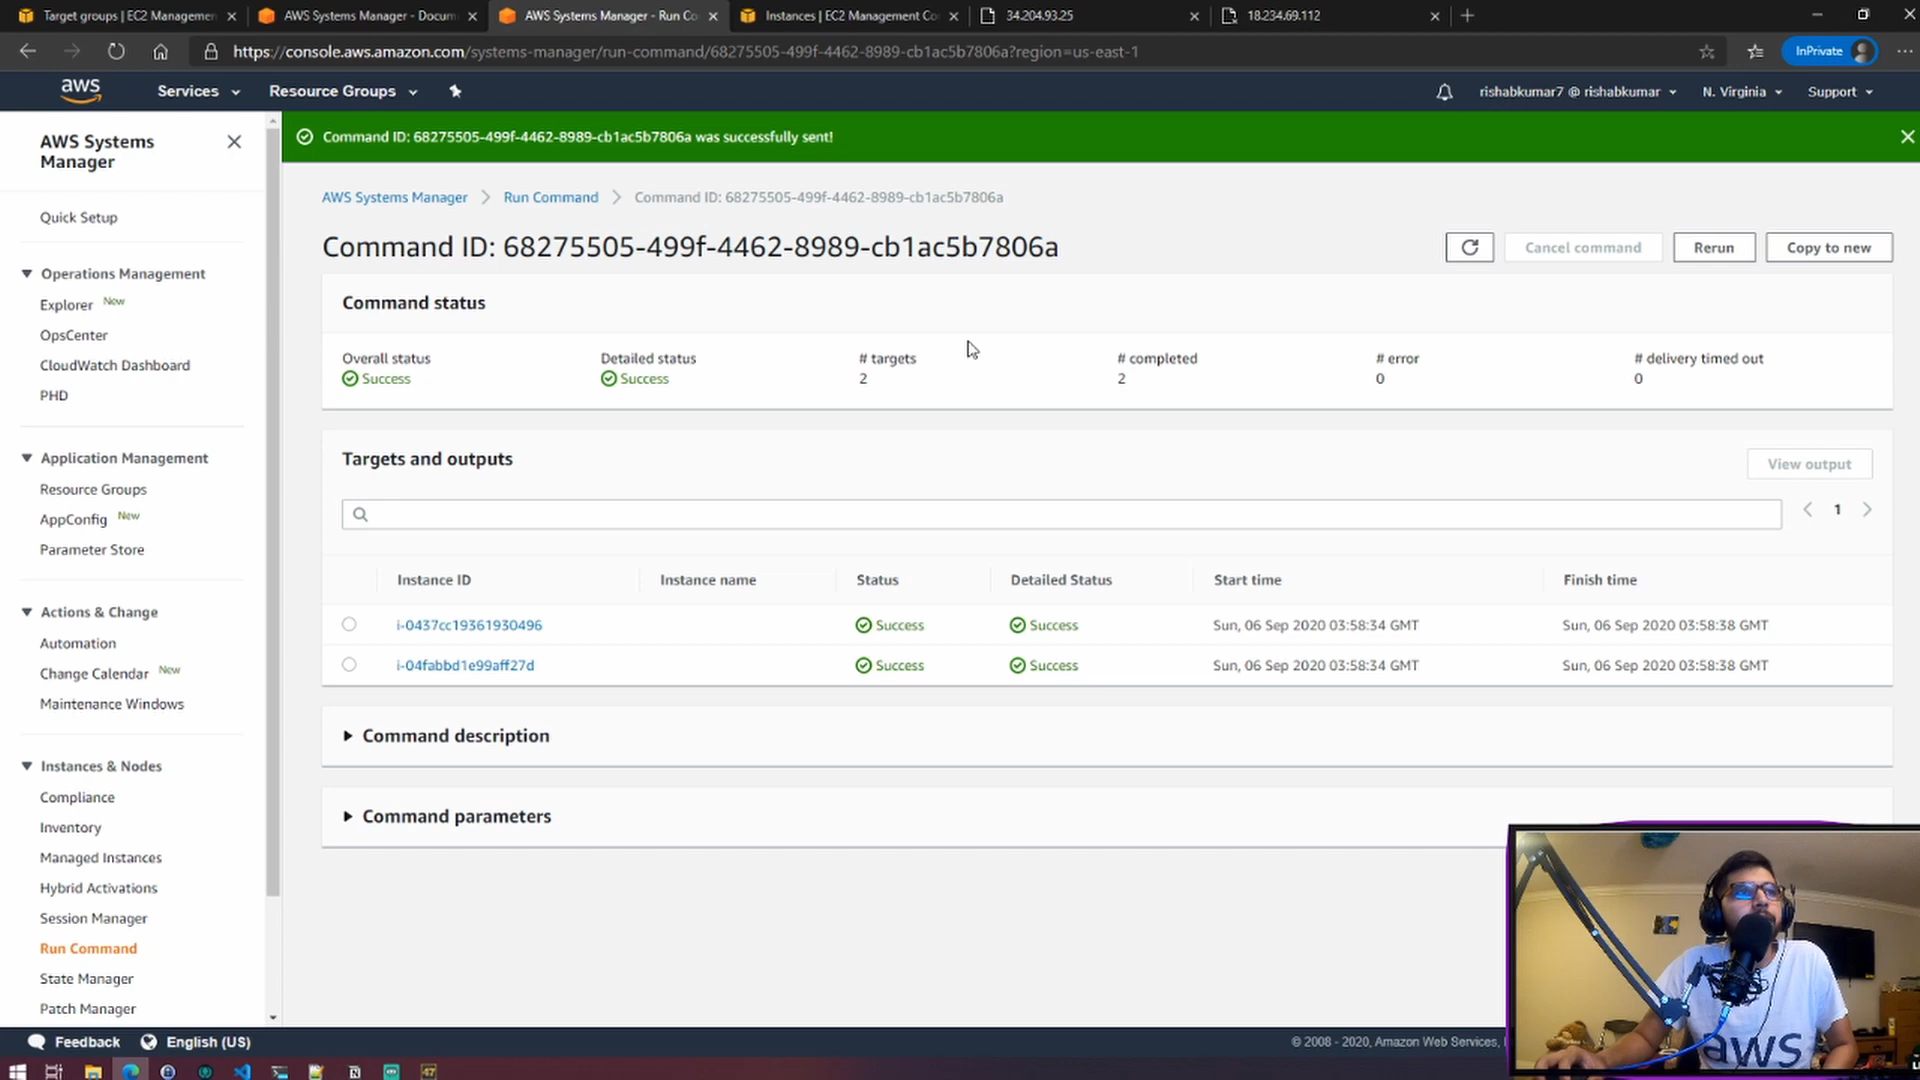 Target groups | EC2 Managemen
AWS Systems Manager - Docum
AWS Systems Manager - Run Co
Instances | EC2 Management Co
34.204.93.25
18.234.69.112
https://console.aws.amazon.com/systems-manager/run-command/68275505-499f-4462-8989-cb1ac5b7806a?region=us-east-1
InPrivate
aws
Services
Resource Groups
rishabkumar7 @ rishabkumar
N. Virginia
Support
AWS Systems
Manager
Quick Setup
Operations Management
Explorer New
OpsCenter
CloudWatch Dashboard
PHD
Application Management
Resource Groups
AppConfig New
Parameter Store
Actions & Change
Automation
Change Calendar New
Maintenance Windows
Instances & Nodes
Compliance
Inventory
Managed Instances
Hybrid Activations
Session Manager
Run Command
State Manager
Patch Manager
Command ID: 68275505-499f-4462-8989-cb1ac5b7806a was successfully sent!
AWS Systems Manager
Run Command
Command ID: 68275505-499f-4462-8989-cb1ac5b7806a
Command ID: 68275505-499f-4462-8989-cb1ac5b7806a
Cancel command
Rerun
Copy to new
Command status
Overall status Detailed status # targets # completed # error # delivery timed out
Success Success 2 2 0 0
Targets and outputs
View output
1
Instance ID Instance name Status Detailed Status Start time Finish time
i-0437cc19361930496 Success Success Sun, 06 Sep 2020 03:58:34 GMT Sun, 06 Sep 2020 03:58:38 GMT
i-04fabbd1e99aff27d Success Success Sun, 06 Sep 2020 03:58:34 GMT Sun, 06 Sep 2020 03:58:38 GMT
Command description
Command parameters
Feedback
English (US)
© 2008 - 2020, Amazon Web Services,
aws